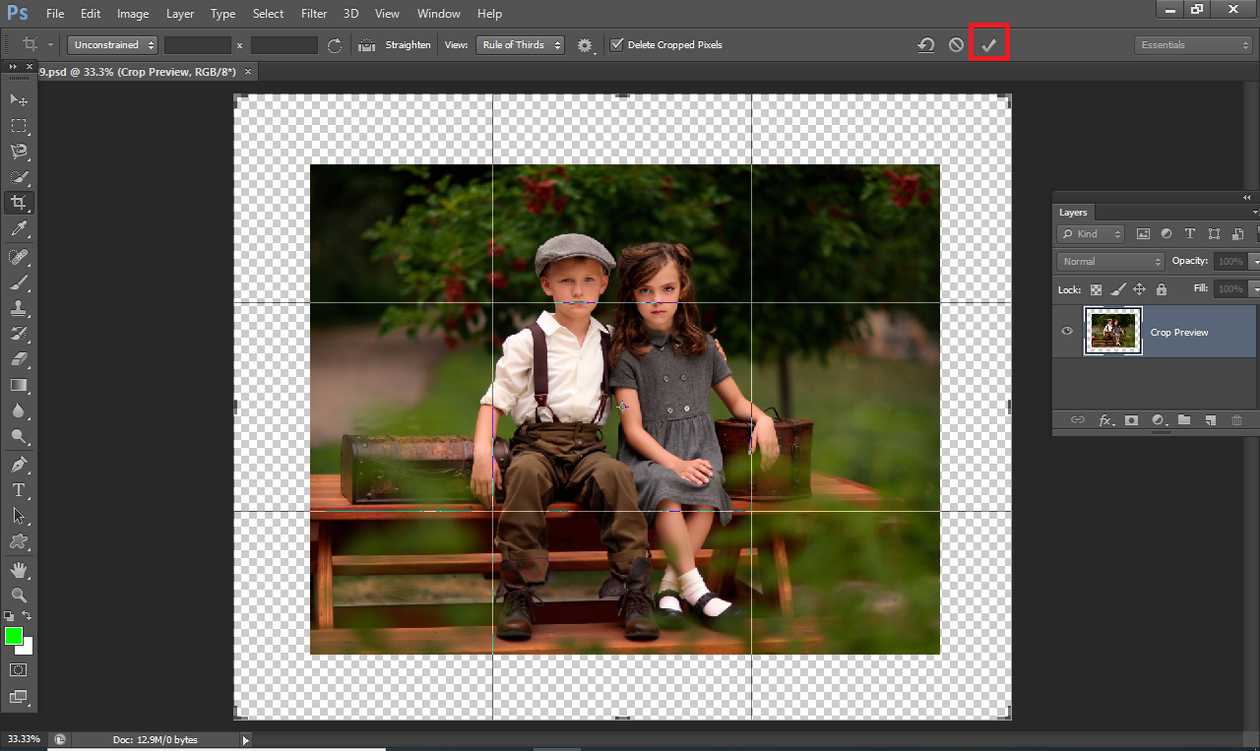 Ps File Edit Image Layer Type Select Filter 3D View Window Help
Unconstrained x Straighten View: Rule of Thirds Delete Cropped Pixels Essentials
9.psd @ 33.3% (Crop Preview, RGB/8*) ×
Layers
Kind T
Normal Opacity: 100%
Lock: Fill: 100%
Crop Preview
fx
T
33.33% Doc: 12.9M/0 bytes